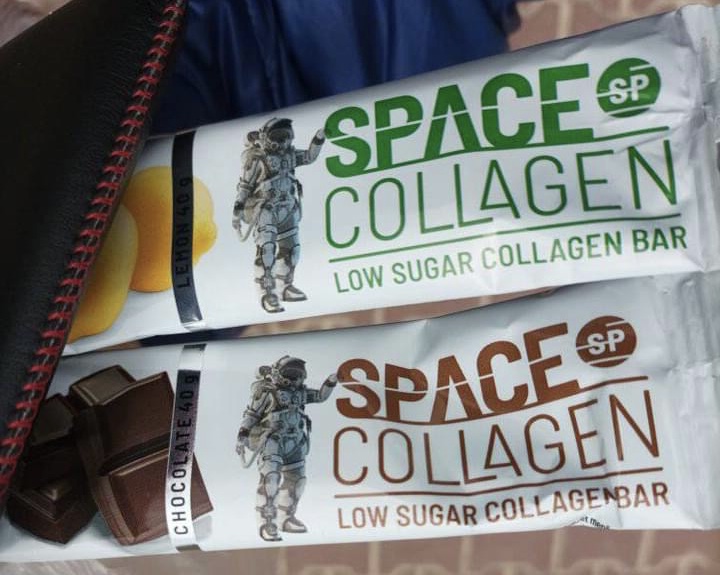 LEMON 40 g
SPACE SP
COLLAGEN
LOW SUGAR COLLAGEN BAR
CHOCOLATE 40 g
SPACE SP
COLLAGEN
LOW SUGAR COLLAGEN BAR